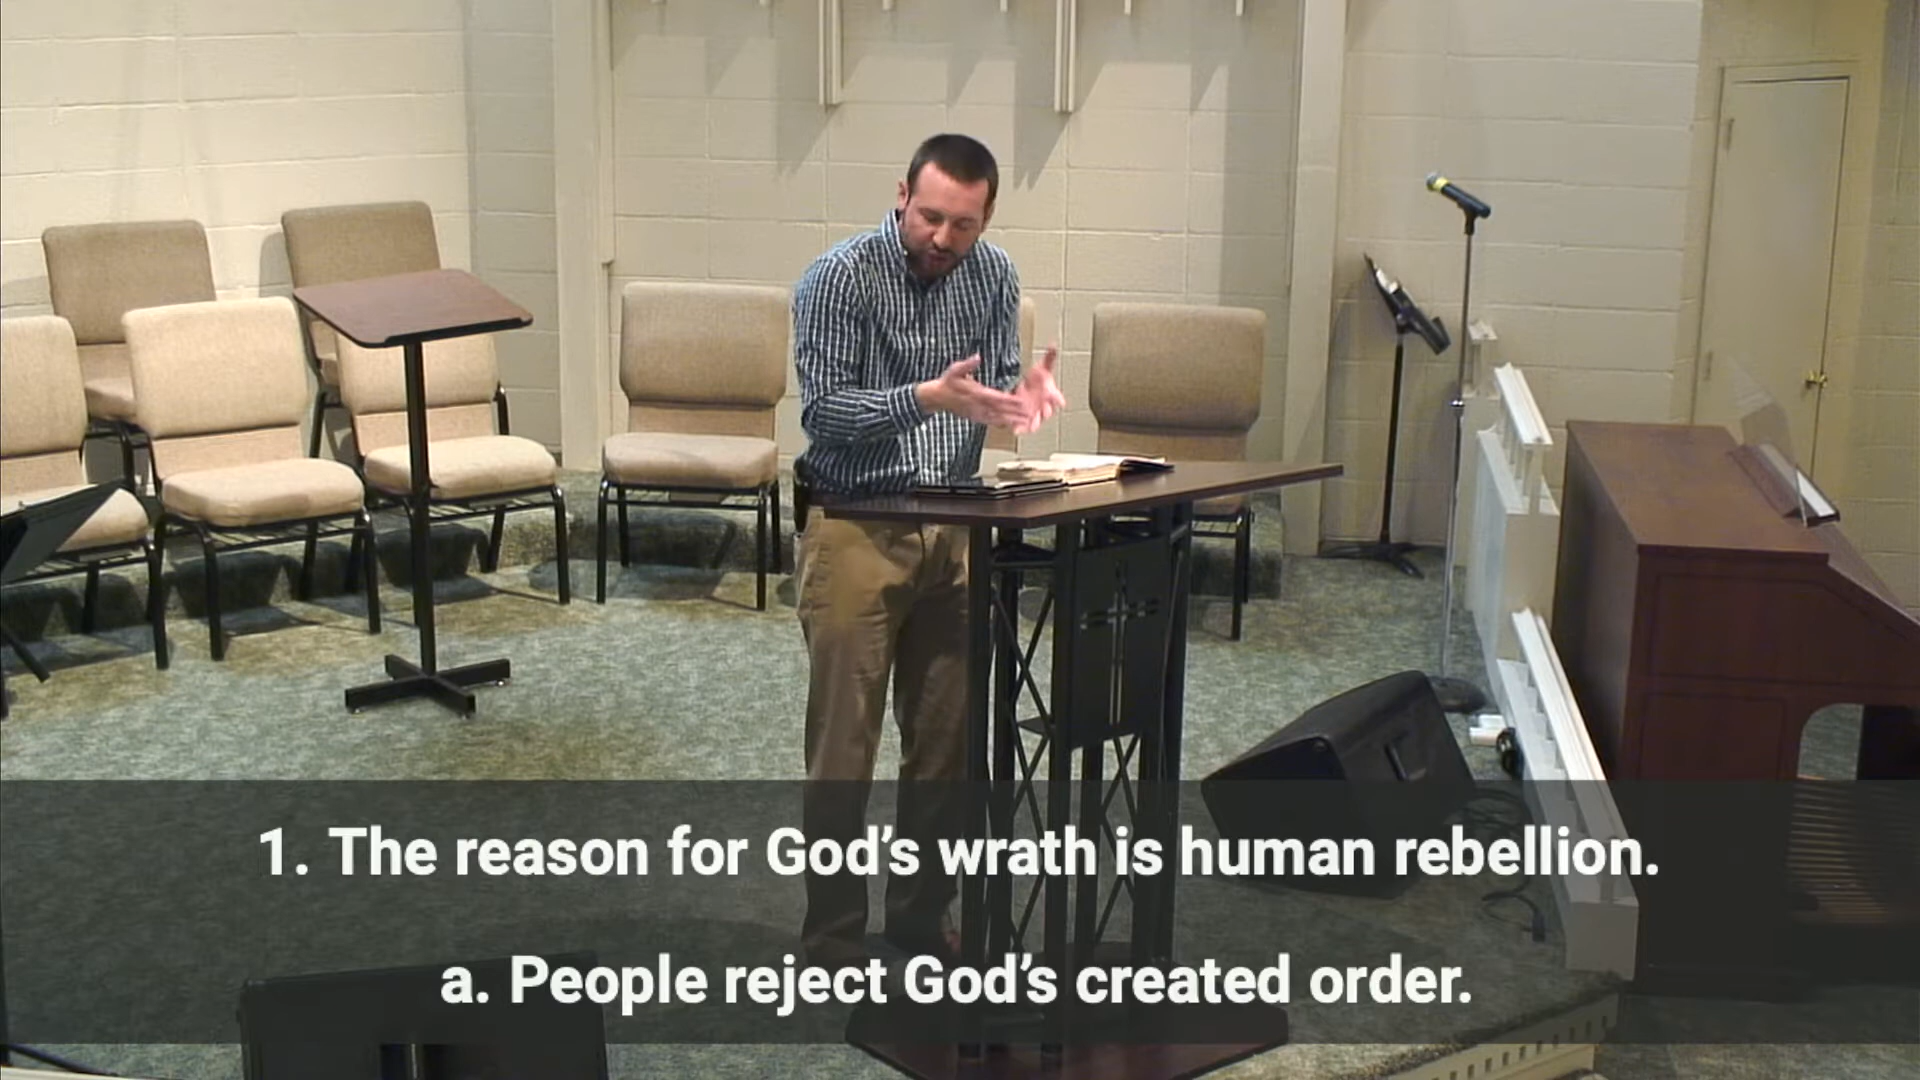 1. The reason for God’s wrath is human rebellion.
a. People reject God’s created order.